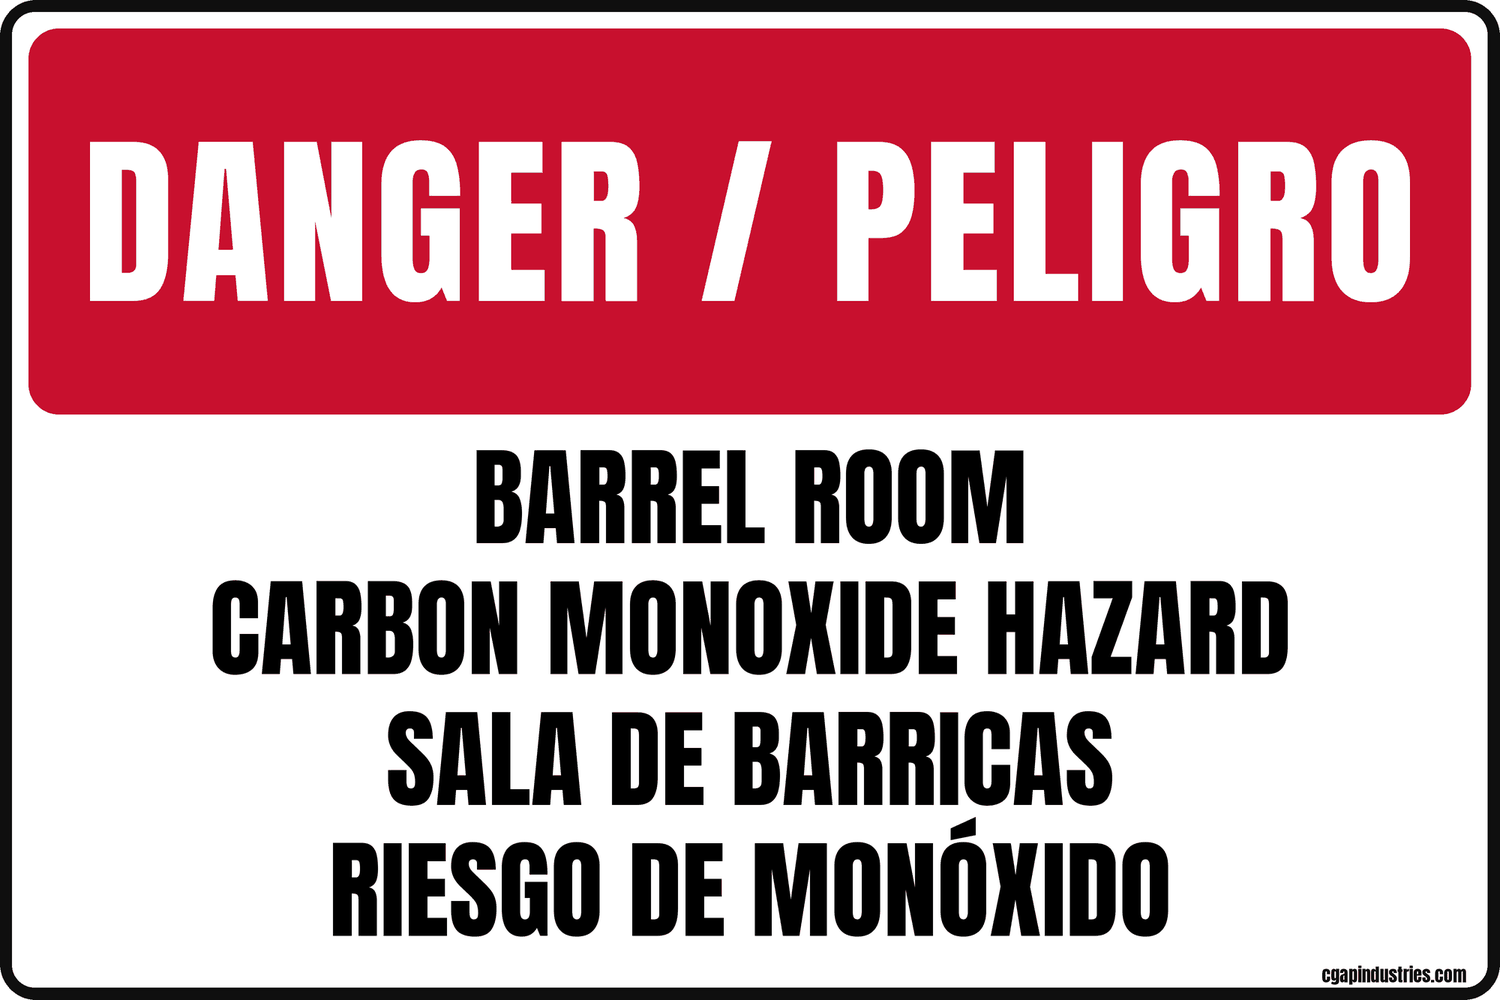 DANGER / PELIGRO
BARREL ROOM
CARBON MONOXIDE HAZARD
SALA DE BARRICAS
RIESGO DE MONÓXIDO
cgapindustries.com